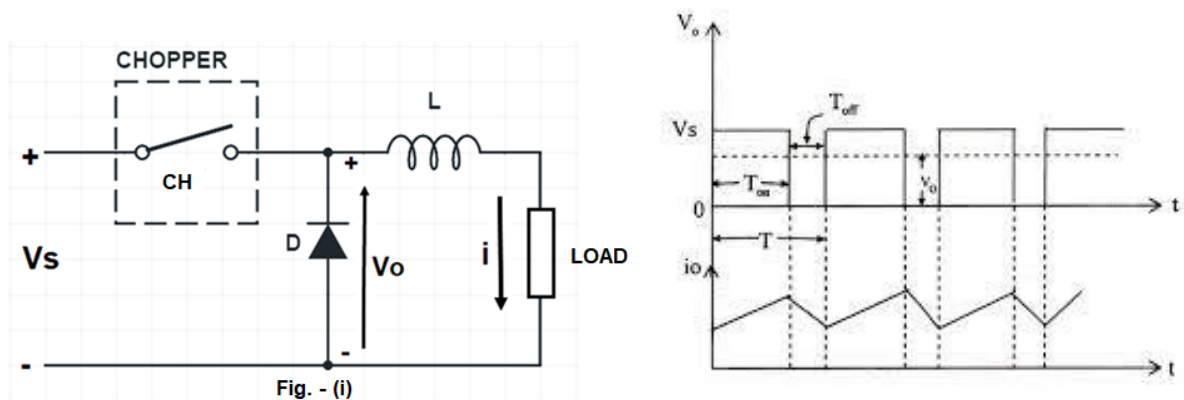 CHOPPER
L
+
+
CH
D
Vs
Vo
i
LOAD
-
-
Fig. - (i)
Vo
Toff
Vs
Ton
vo
0
t
T
io
t